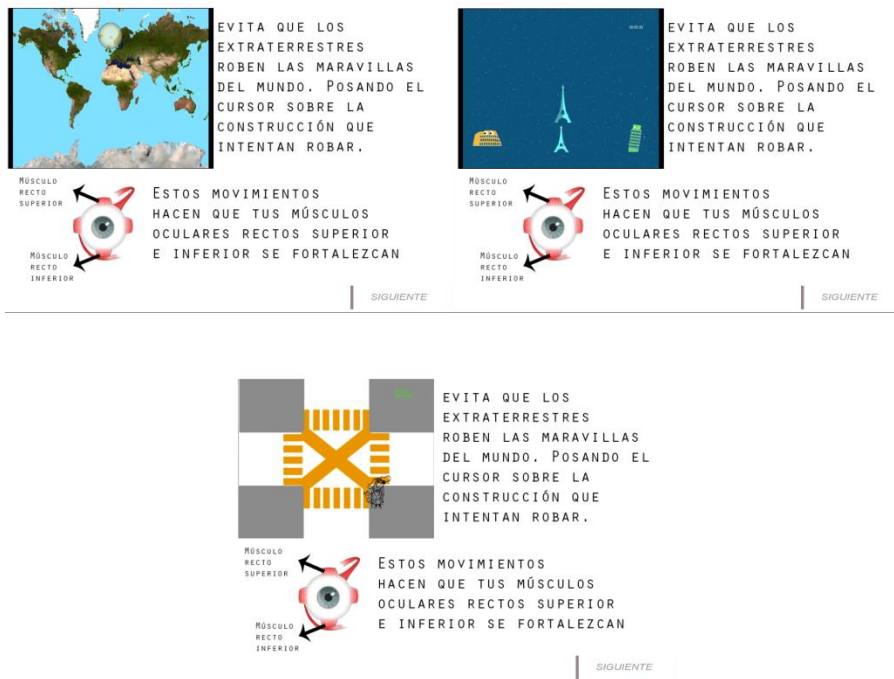 EVITA QUE LOS
EXTRATERRESTRES
ROBEN LAS MARAVILLAS
DEL MUNDO. POSANDO EL
CURSOR SOBRE LA
CONSTRUCCIÓN QUE
INTENTAN ROBAR.
MÚSCULO
RECTO
SUPERIOR
MÚSCULO
RECTO
INFERIOR
ESTOS MOVIMIENTOS
HACEN QUE TUS MÚSCULOS
OCULARES RECTOS SUPERIOR
E INFERIOR SE FORTALEZCAN
SIGUIENTE
EVITA QUE LOS
EXTRATERRESTRES
ROBEN LAS MARAVILLAS
DEL MUNDO. POSANDO EL
CURSOR SOBRE LA
CONSTRUCCIÓN QUE
INTENTAN ROBAR.
MÚSCULO
RECTO
SUPERIOR
MÚSCULO
RECTO
INFERIOR
ESTOS MOVIMIENTOS
HACEN QUE TUS MÚSCULOS
OCULARES RECTOS SUPERIOR
E INFERIOR SE FORTALEZCAN
SIGUIENTE
EVITA QUE LOS
EXTRATERRESTRES
ROBEN LAS MARAVILLAS
DEL MUNDO. POSANDO EL
CURSOR SOBRE LA
CONSTRUCCIÓN QUE
INTENTAN ROBAR.
MÚSCULO
RECTO
SUPERIOR
MÚSCULO
RECTO
INFERIOR
ESTOS MOVIMIENTOS
HACEN QUE TUS MÚSCULOS
OCULARES RECTOS SUPERIOR
E INFERIOR SE FORTALEZCAN
SIGUIENTE